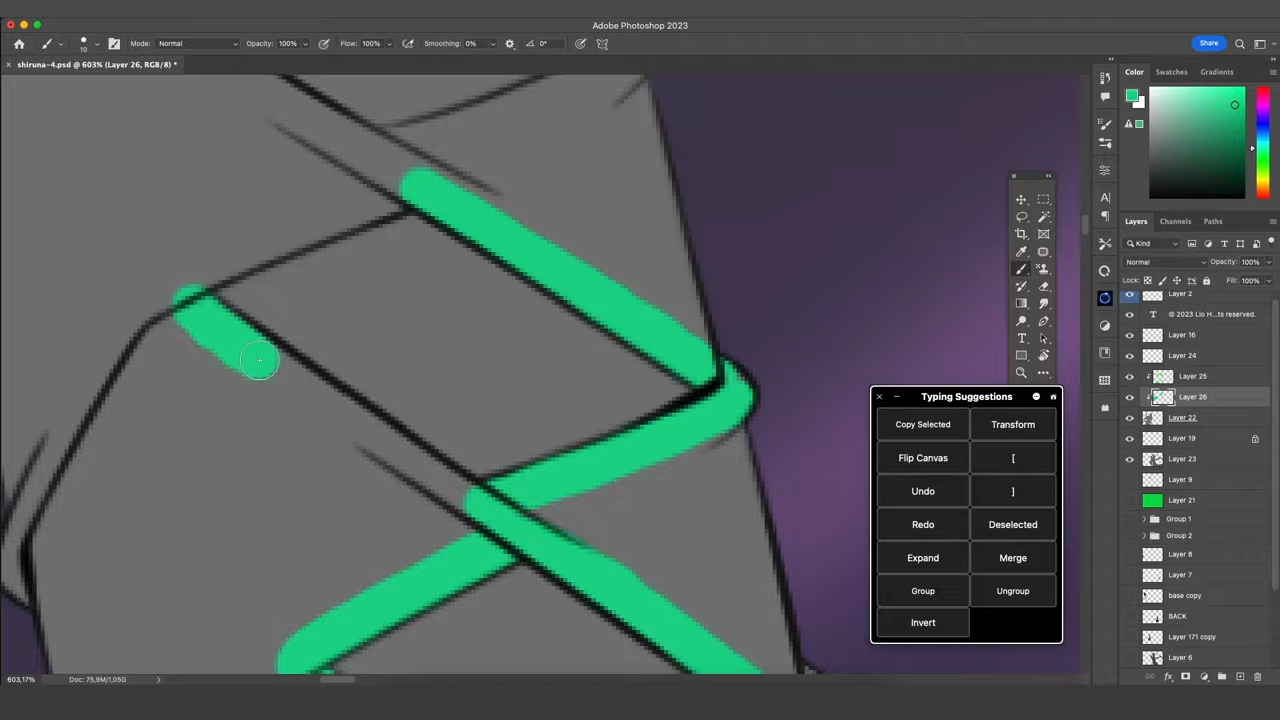 Adobe Photoshop 2023
10
Mode: Normal
Opacity: 100%
Flow: 100%
Smoothing: 0%
0°
Share
shiruna-4.psd @ 603% (Layer 26, RGB/8) *
Color
Swatches
Gradients
Layers
Channels
Paths
Kind
Normal
Opacity: 100%
Lock:
Fill: 100%
Layer 2
© 2023 Lio H...ts reserved.
Layer 16
Layer 24
Layer 25
Layer 26
Layer 22
Layer 19
Layer 23
Layer 9
Layer 21
Group 1
Group 2
Layer 8
Layer 7
base copy
BACK
Layer 171 copy
Layer 6
Typing Suggestions
Copy Selected
Transform
Flip Canvas
[
Undo
]
Redo
Deselected
Expand
Merge
Group
Ungroup
Invert
603,17%
Doc: 75,9M/1,05G